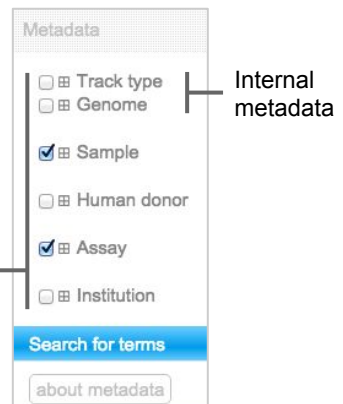 Metadata
Track type
Genome
Internal
metadata
Sample
Human donor
Assay
Institution
Search for terms
about metadata